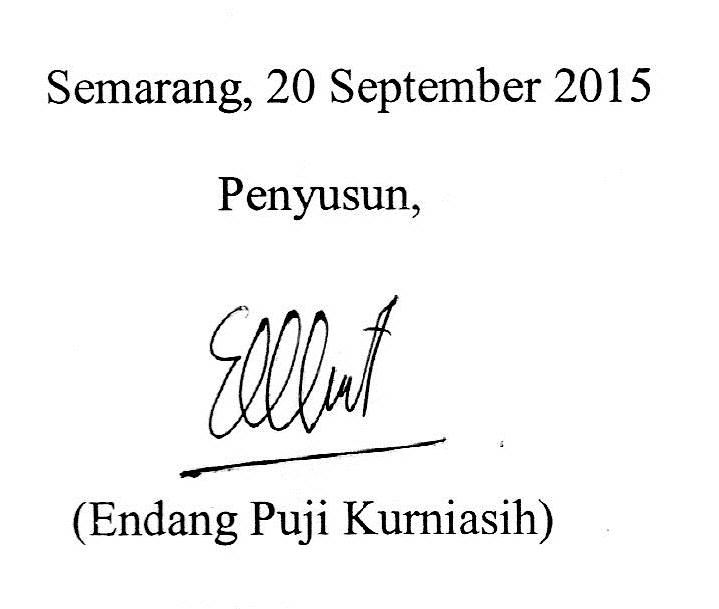 Semarang, 20 September 2015
Penyusun,
(Endang Puji Kurniasih)